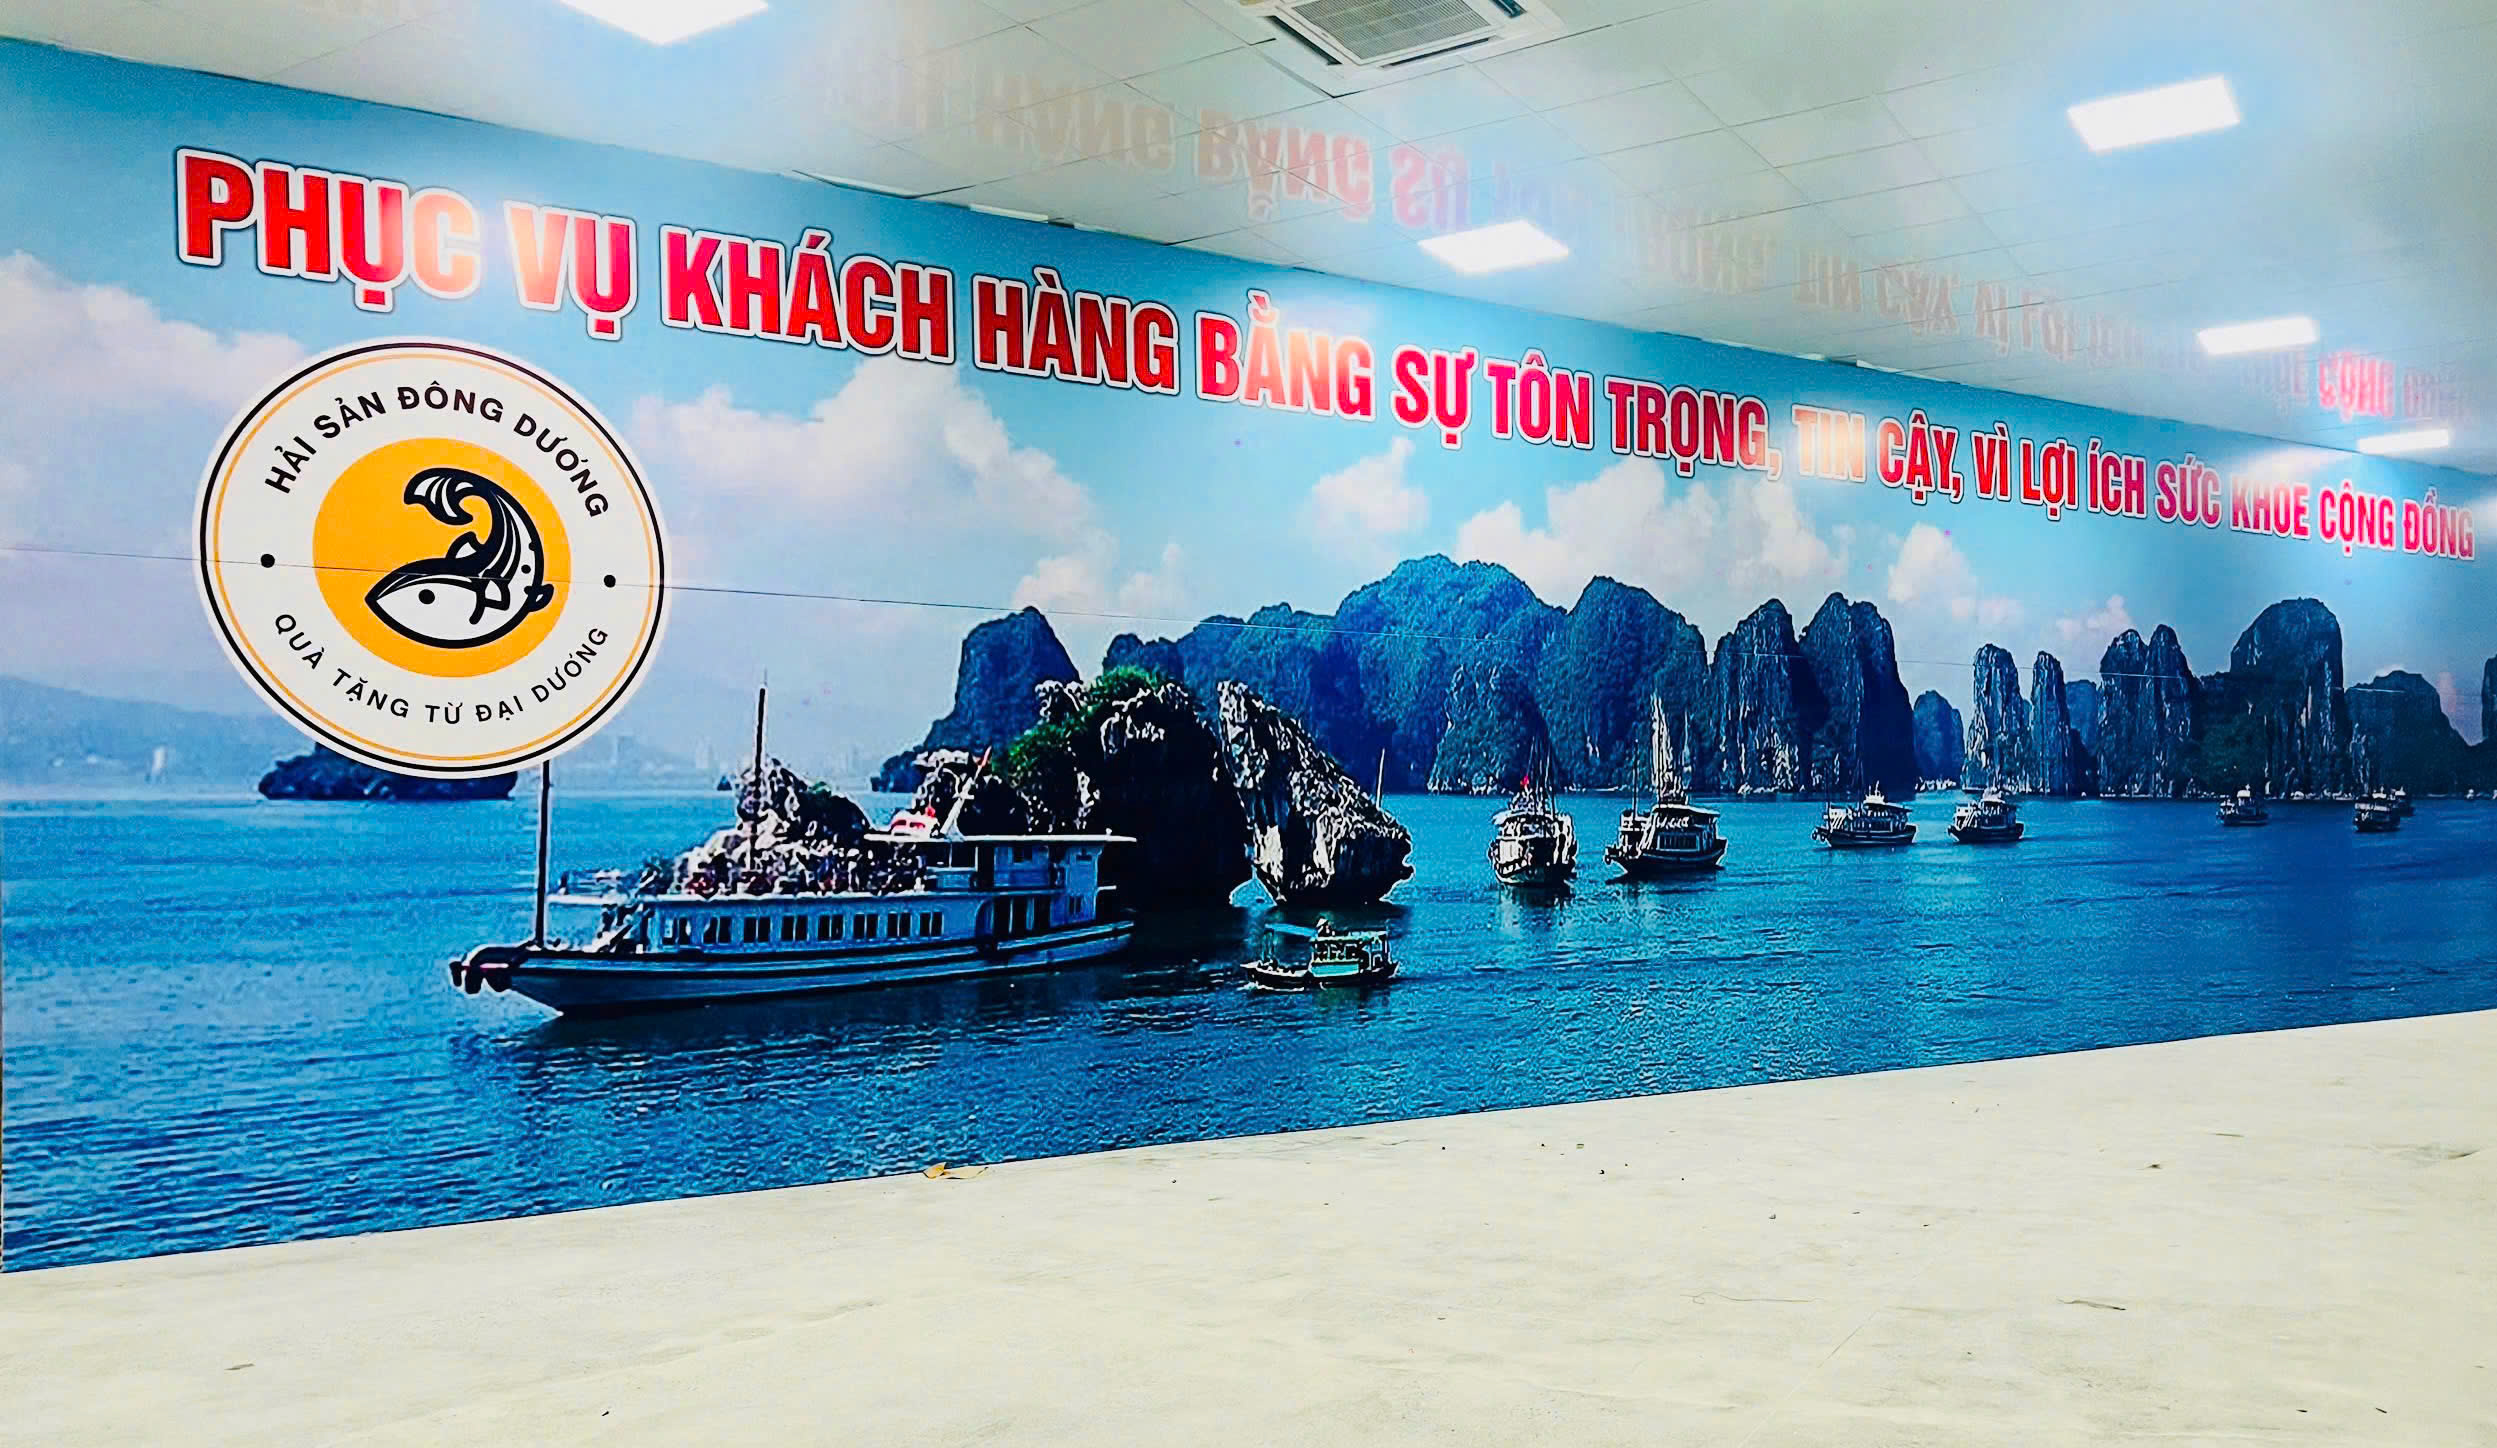 PHỤC VỤ KHÁCH HÀNG BẰNG SỰ TÔN TRỌNG, TIN CẬY, VÌ LỢI ÍCH SỨC KHỎE CỘNG ĐỒNG
HẢI SẢN ĐÔNG DƯƠNG
QUÀ TẶNG TỪ ĐẠI DƯƠNG